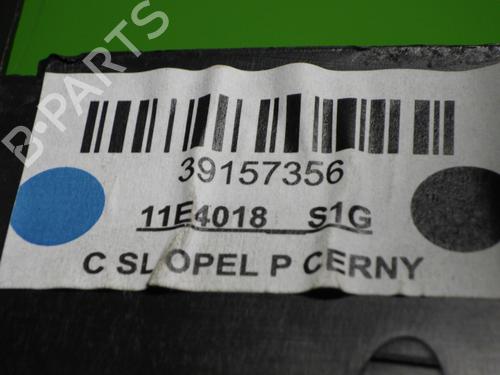 B-PARTS
39157356
11E4018 S1G
C SL OPEL P CERNY